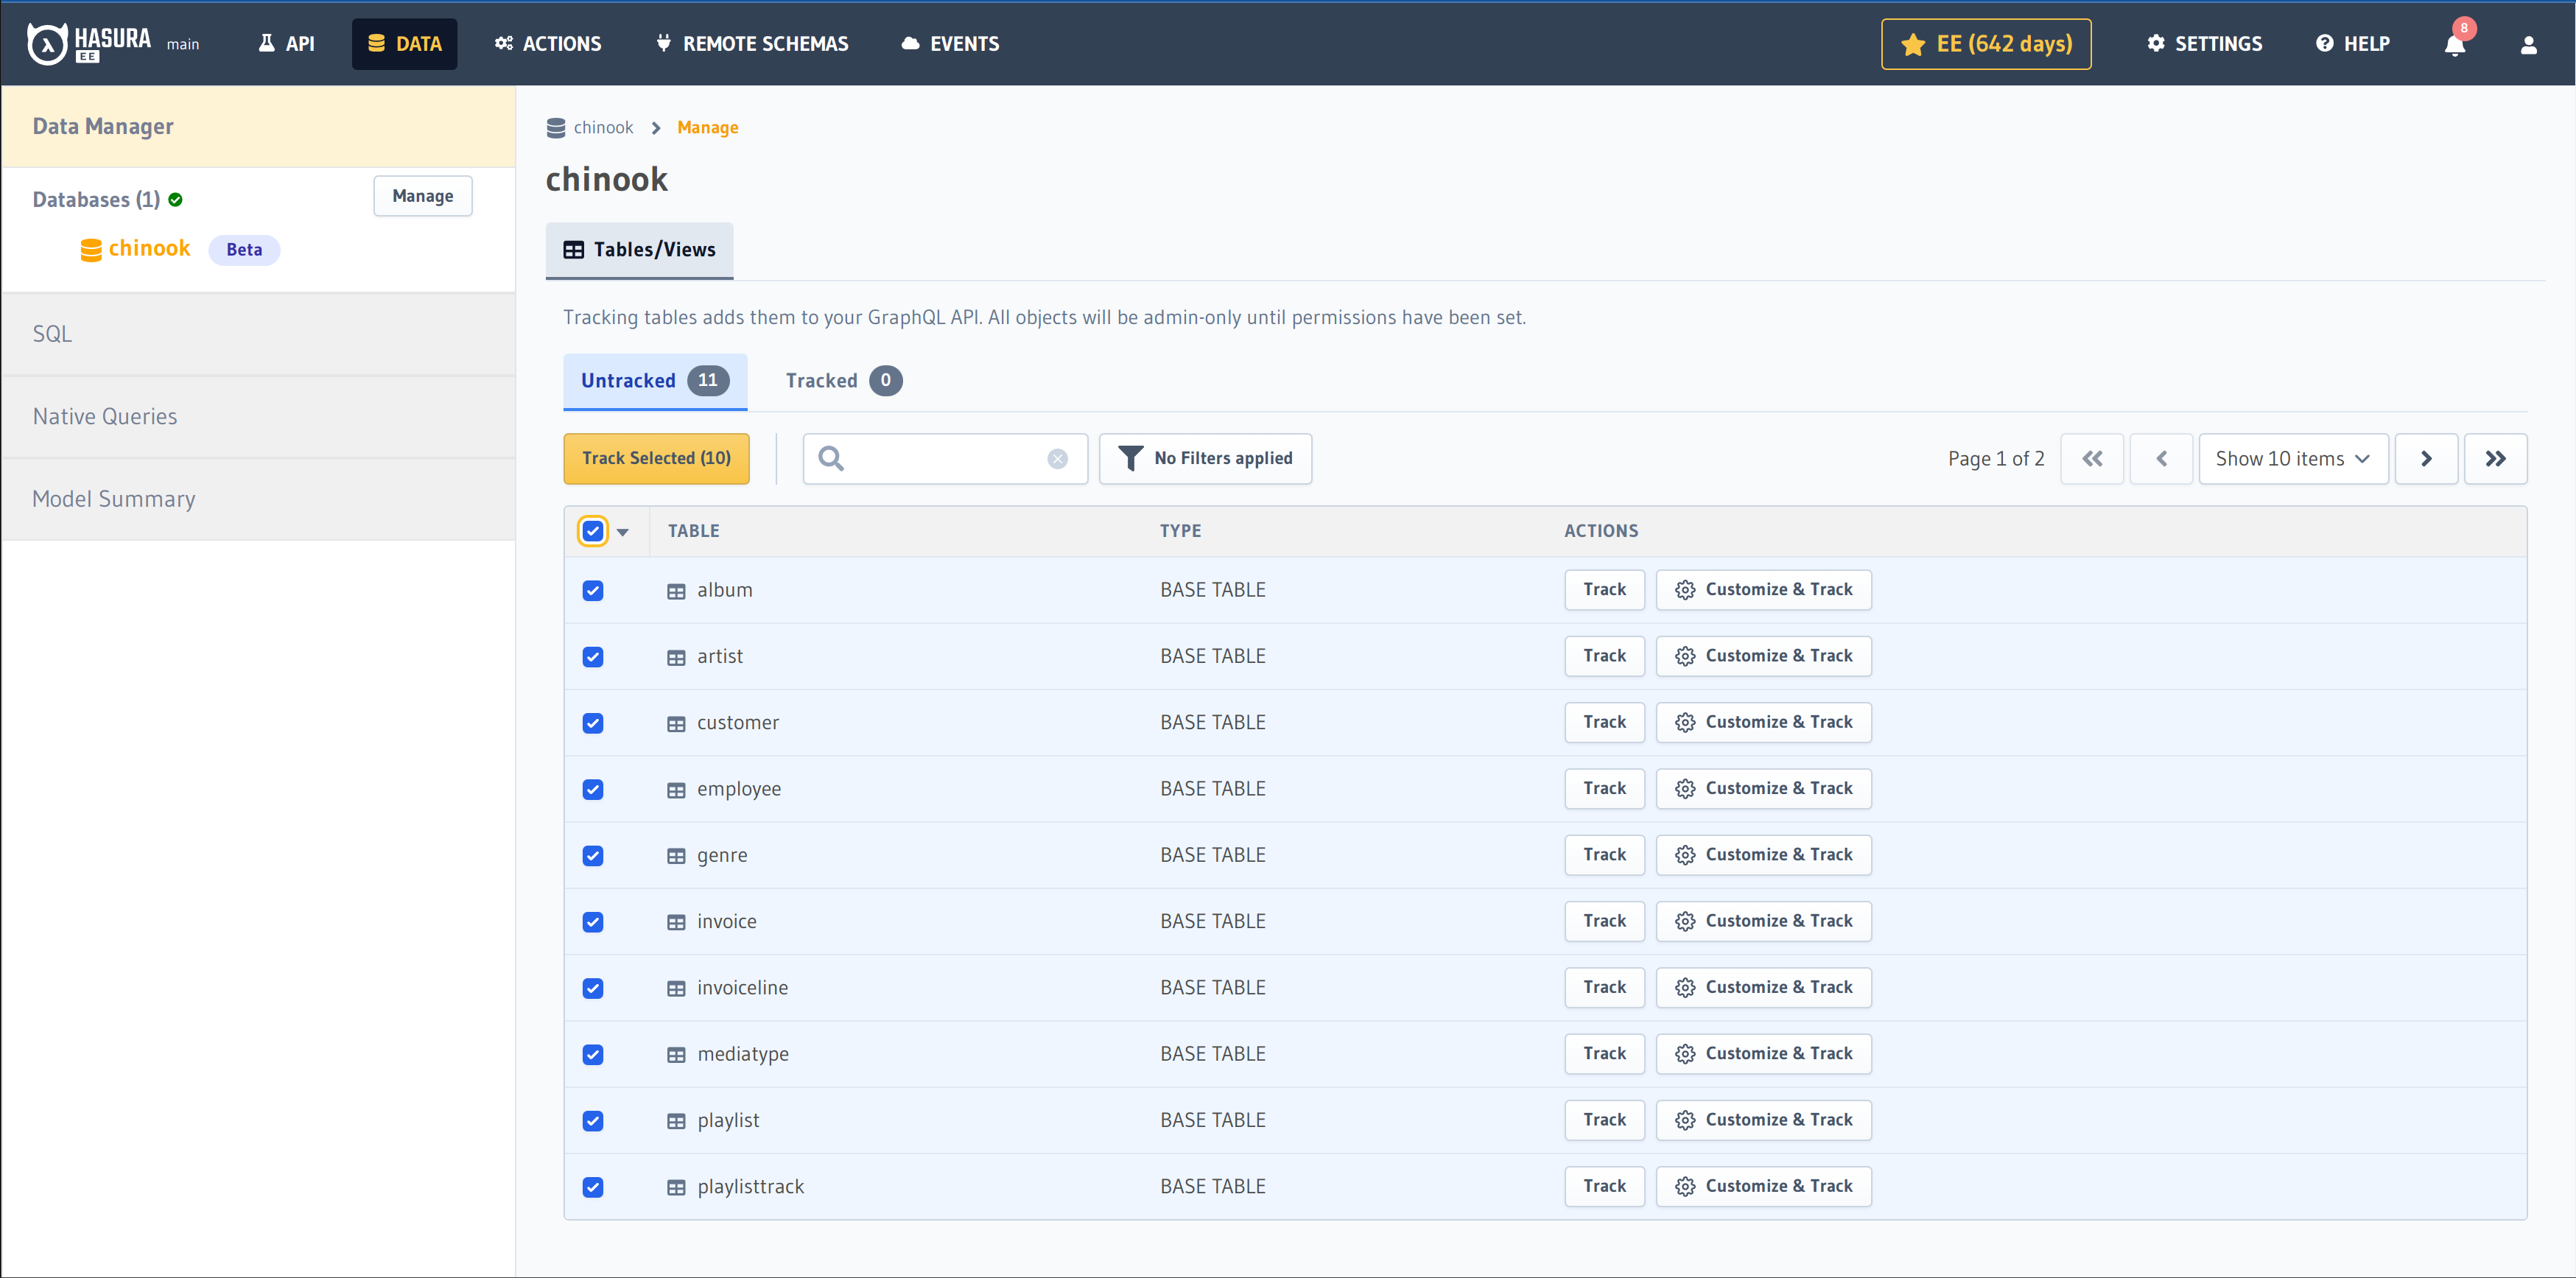 HASURA EE main API DATA ACTIONS REMOTE SCHEMAS EVENTS EE (642 days) SETTINGS HELP 8
Data Manager
Databases (1) Manage
chinook Beta
SQL
Native Queries
Model Summary
chinook Manage
chinook
Tables/Views
Tracking tables adds them to your GraphQL API. All objects will be admin-only until permissions have been set.
Untracked 11 Tracked 0
Track Selected (10) No Filters applied Page 1 of 2 Show 10 items
TABLE TYPE ACTIONS
album BASE TABLE Track Customize & Track
artist BASE TABLE Track Customize & Track
customer BASE TABLE Track Customize & Track
employee BASE TABLE Track Customize & Track
genre BASE TABLE Track Customize & Track
invoice BASE TABLE Track Customize & Track
invoiceline BASE TABLE Track Customize & Track
mediatype BASE TABLE Track Customize & Track
playlist BASE TABLE Track Customize & Track
playlisttrack BASE TABLE Track Customize & Track